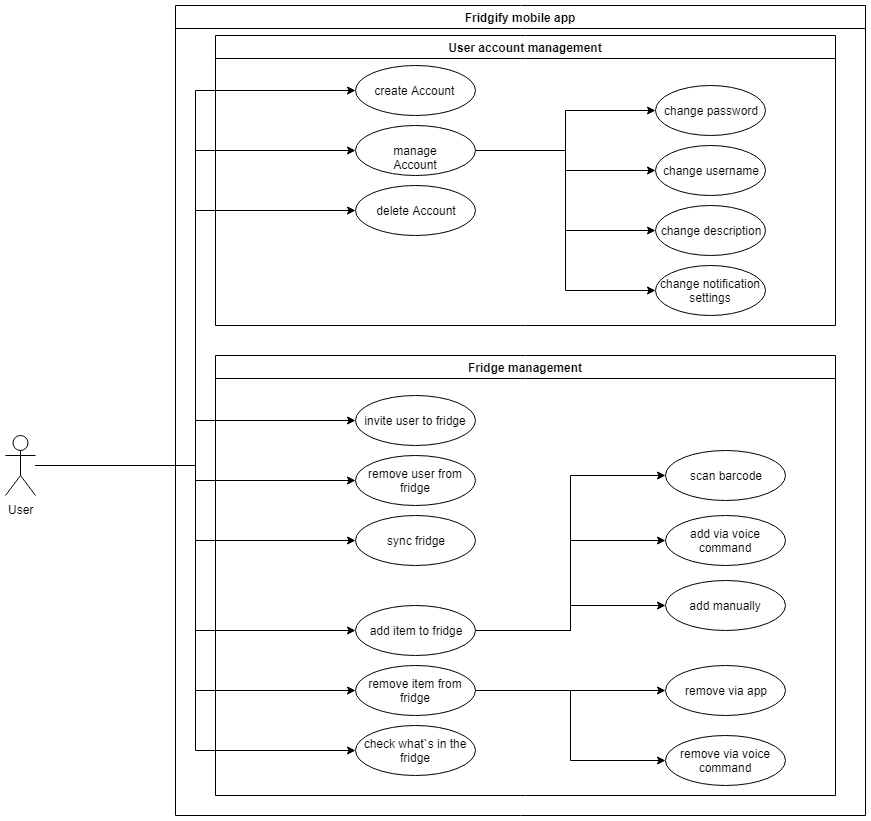 Fridgify mobile app
User account management
create Account
manage
Account
delete Account
change password
change username
change description
change notification
settings
Fridge management
invite user to fridge
remove user from
fridge
sync fridge
add item to fridge
remove item from
fridge
check what`s in the
fridge
scan barcode
add via voice
command
add manually
remove via app
remove via voice
command
User